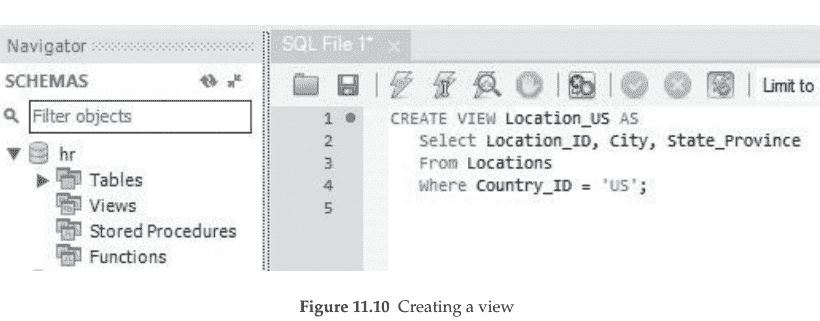 Navigator
SCHEMAS
Filter objects
hr
Tables
Views
Stored Procedures
Functions
SQL File 1*
Limit to
1 CREATE VIEW Location_US AS
2 Select Location_ID, City, State_Province
3 From Locations
4 Where Country_ID = 'US';
5
Figure 11.10 Creating a view